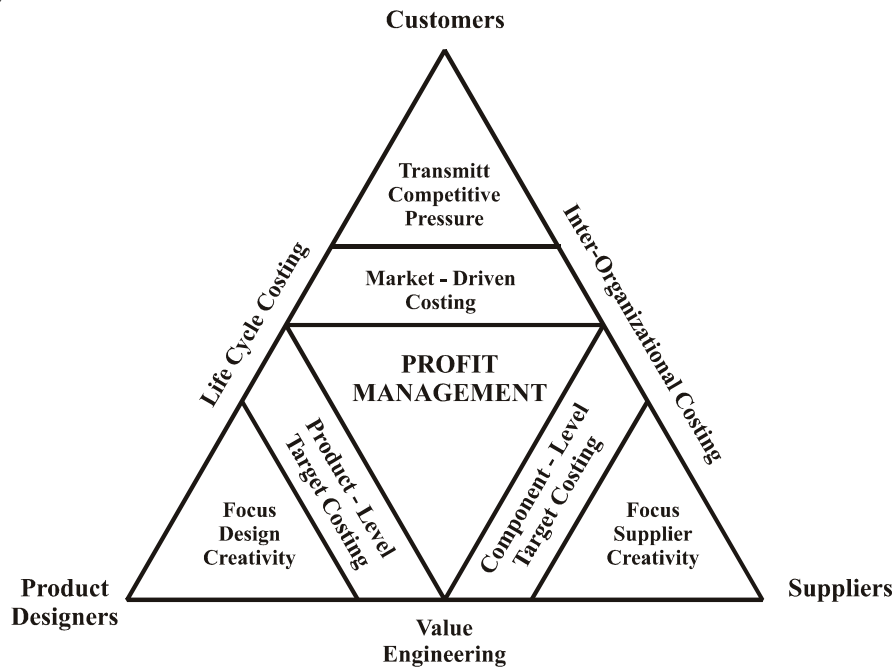 Customers
Transmitt
Competitive
Pressure
Life Cycle Costing
Inter-Organizational Costing
Market - Driven
Costing
PROFIT
MANAGEMENT
Product - Level
Target Costing
Component - Level
Target Costing
Focus
Design
Creativity
Focus
Supplier
Creativity
Product
Designers
Suppliers
Value
Engineering